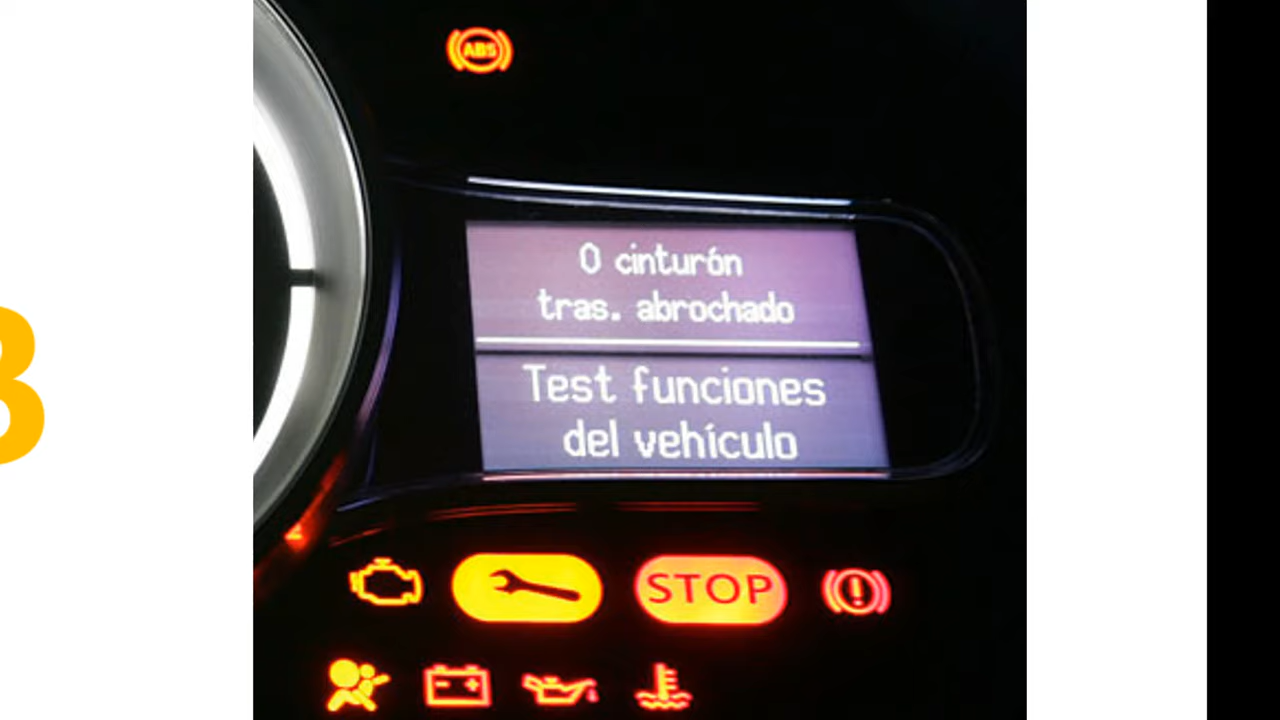 ABS
0 cinturón
tras. abrochado
Test funciones
del vehículo
STOP